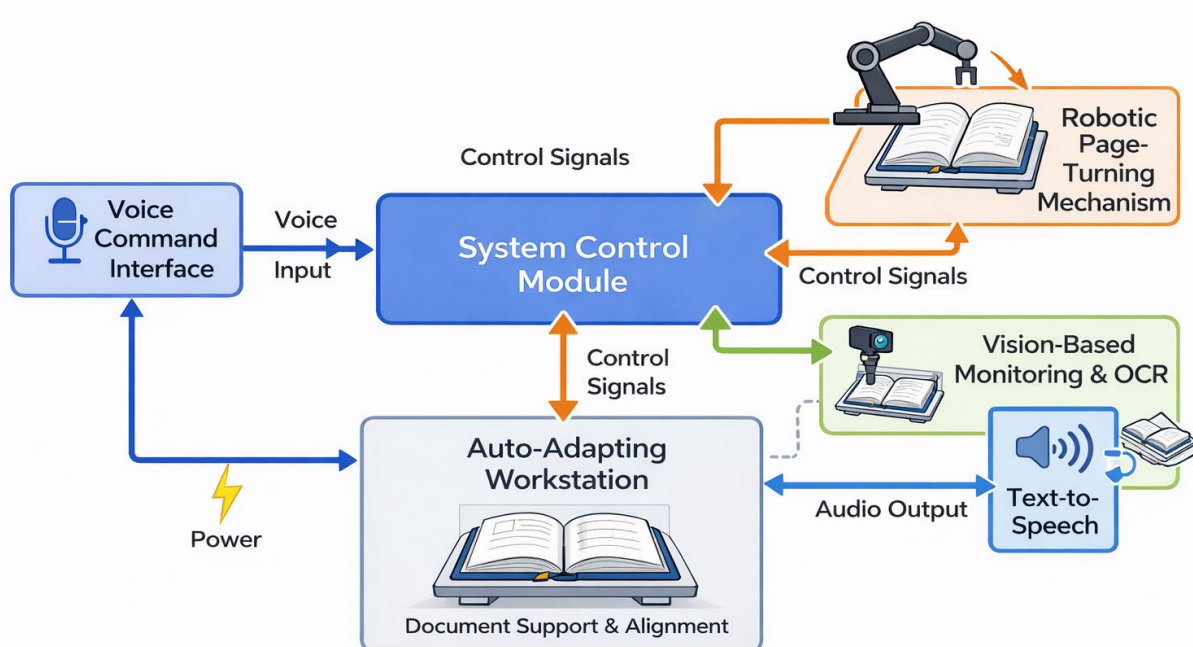 Control Signals
Robotic
Page-
Turning
Mechanism
Voice
Command
Interface
Voice
Input
System Control
Module
Control Signals
Control
Signals
Vision-Based
Monitoring & OCR
Auto-Adapting
Workstation
Audio Output
Text-to-
Speech
Power
Document Support & Alignment